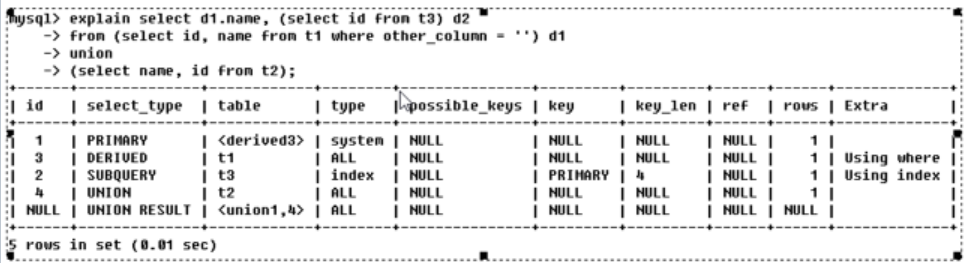 mysql> explain select d1.name, (select id from t3) d2
    -> from (select id, name from t1 where other_column = '') d1
    -> union
    -> (select name, id from t2);
+------+--------------+------------+--------+---------------+---------+---------+------+------+-------------+
| id   | select_type  | table      | type   | possible_keys | key     | key_len | ref  | rows | Extra       |
+------+--------------+------------+--------+---------------+---------+---------+------+------+-------------+
|  1   | PRIMARY      | <derived3> | system | NULL          | NULL    | NULL    | NULL |    1 |             |
|  3   | DERIVED      | t1         | ALL    | NULL          | NULL    | NULL    | NULL |    1 | Using where |
|  2   | SUBQUERY     | t3         | index  | NULL          | PRIMARY | 4       | NULL |    1 | Using index |
|  4   | UNION        | t2         | ALL    | NULL          | NULL    | NULL    | NULL |    1 |             |
| NULL | UNION RESULT | <union1,4> | ALL    | NULL          | NULL    | NULL    | NULL | NULL |             |
+------+--------------+------------+--------+---------------+---------+---------+------+------+-------------+
5 rows in set (0.01 sec)